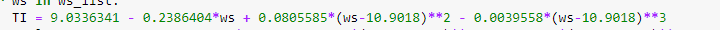 ws in ws_list:
TI = 9.0336341 - 0.2386404*ws + 0.0805585*(ws-10.9018)**2 - 0.0039558*(ws-10.9018)**3